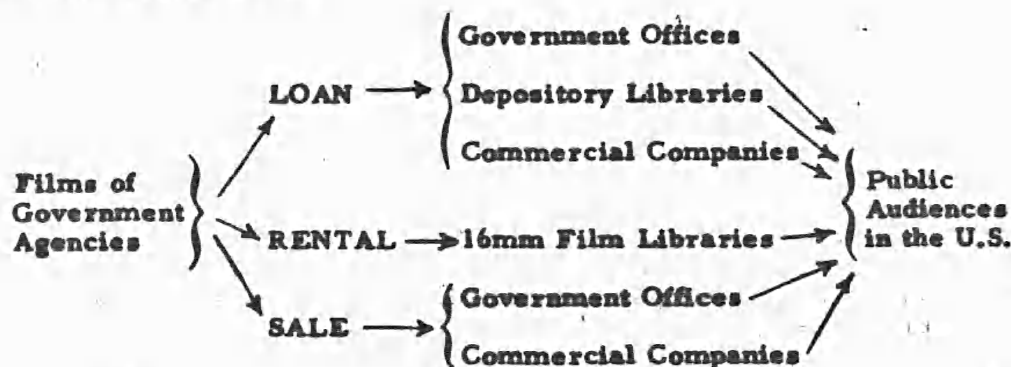 Government Offices
LOAN
Depository Libraries
Commercial Companies
Films of
Government
Agencies
Public
Audiences
in the U.S.
RENTAL
16mm Film Libraries
Government Offices
SALE
Commercial Companies